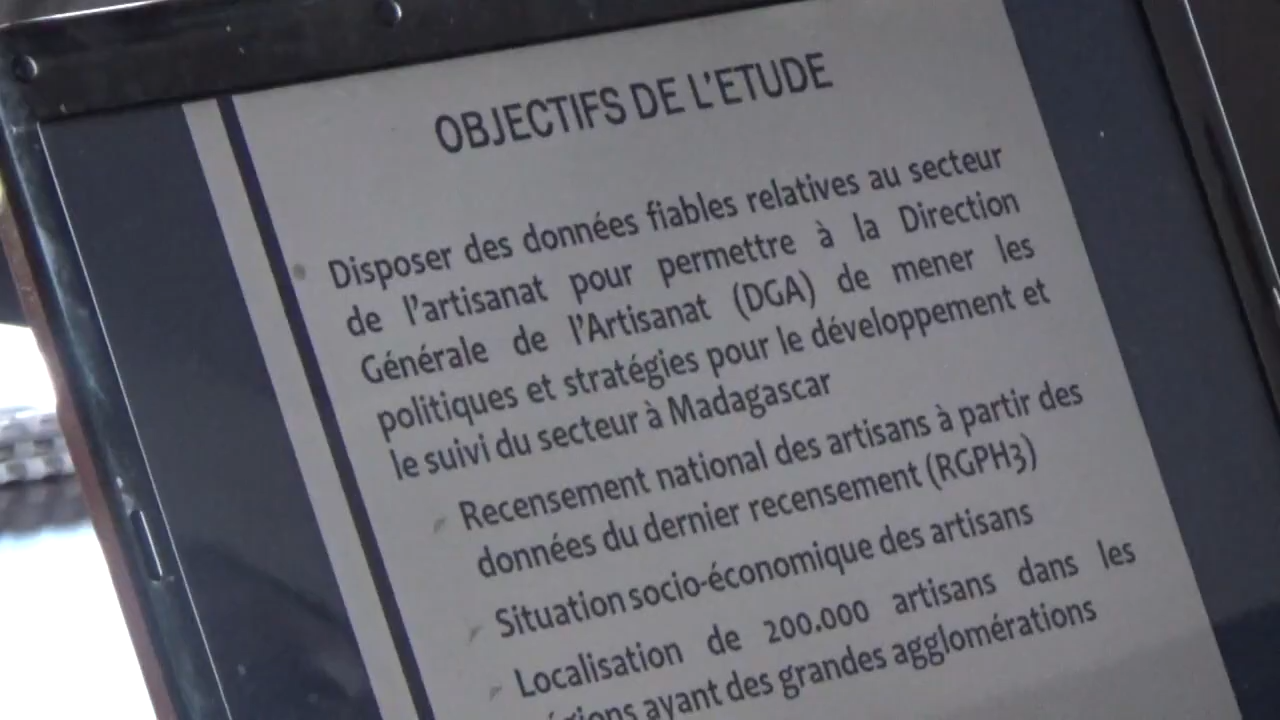 OBJECTIFS DE L'ETUDE
Disposer des données fiables relatives au secteur
de l'artisanat pour permettre à la Direction
Générale de l'Artisanat (DGA) de mener les
politiques et stratégies pour le développement et
le suivi du secteur à Madagascar
Recensement national des artisans à partir des
données du dernier recensement (RGPH3)
Situation socio-économique des artisans
Localisation de 200.000 artisans dans les
ayant des grandes agglomérations